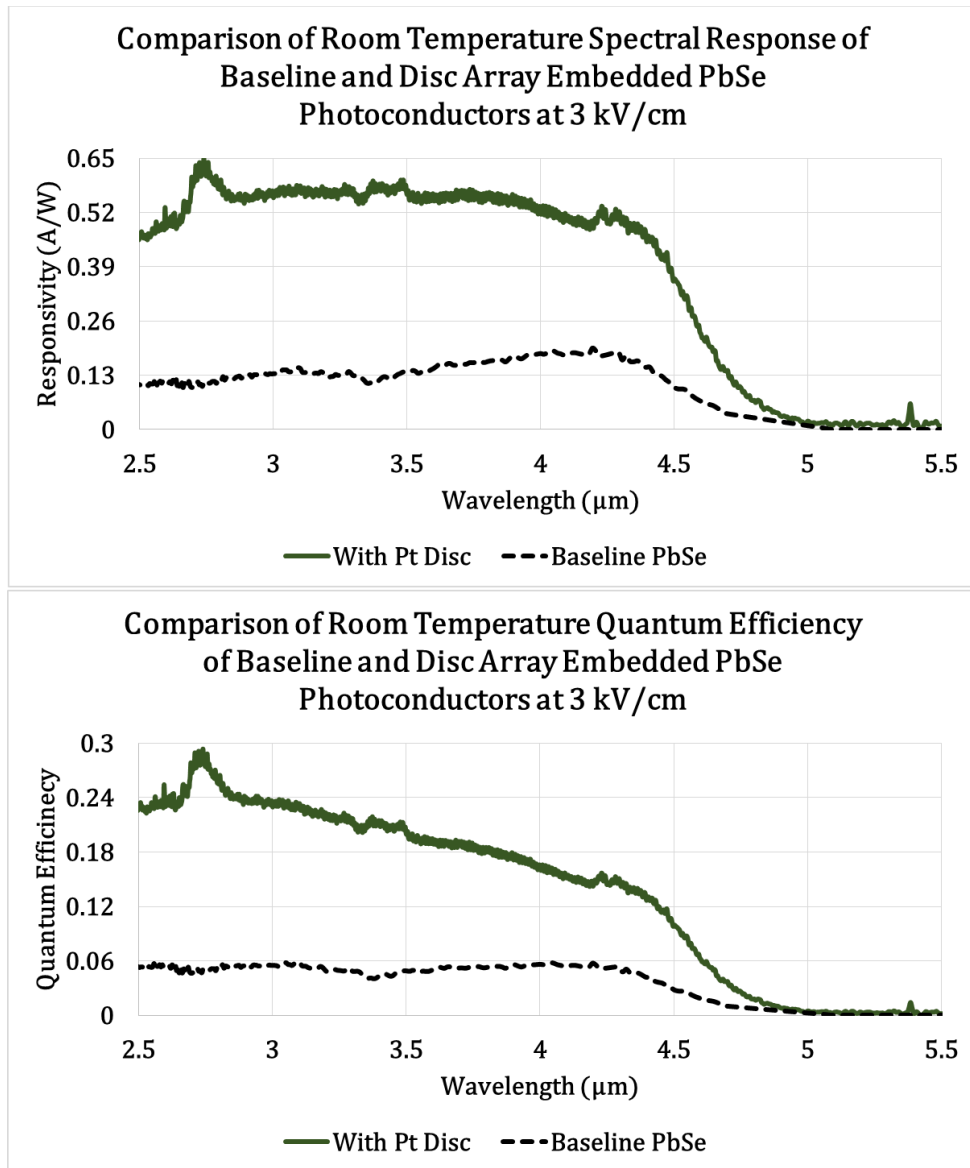 Comparison of Room Temperature Spectral Response of
Baseline and Disc Array Embedded PbSe
Photoconductors at 3 kV/cm
0.65
0.52
0.39
0.26
0.13
0
Responsivity (A/W)
2.5 3 3.5 4 4.5 5 5.5
Wavelength (μm)
With Pt Disc Baseline PbSe
Comparison of Room Temperature Quantum Efficiency
of Baseline and Disc Array Embedded PbSe
Photoconductors at 3 kV/cm
0.3
0.24
0.18
0.12
0.06
0
Quantum Efficinecy
2.5 3 3.5 4 4.5 5 5.5
Wavelength (μm)
With Pt Disc Baseline PbSe